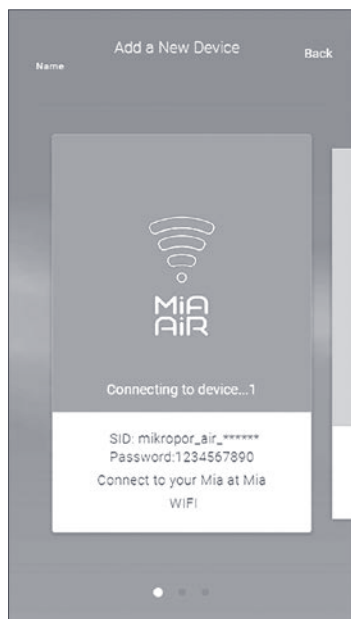 Add a New Device
Back
Name
MiA
AiR
Connecting to device...1
SID: mikropor_air_******
Password:1234567890
Connect to your Mia at Mia
WIFI